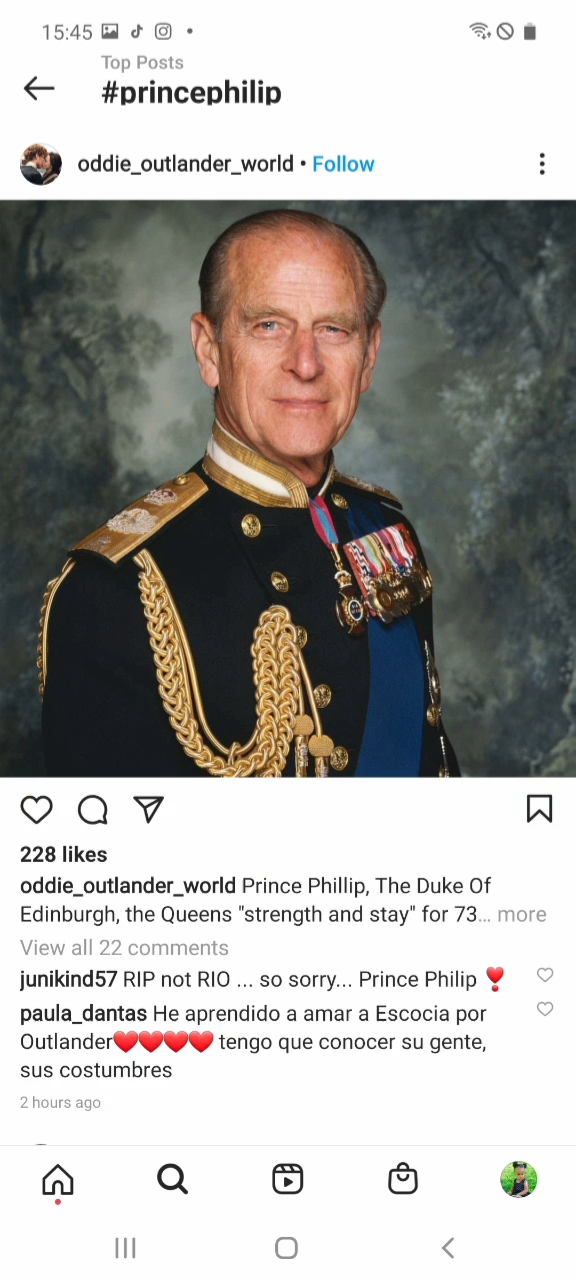 15:45
Top Posts
#princephilip
oddie_outlander_world • Follow
228 likes
oddie_outlander_world Prince Phillip, The Duke Of
Edinburgh, the Queens "strength and stay" for 73... more
View all 22 comments
junikind57 RIP not RIO ... so sorry... Prince Philip ❣️
paula_dantas He aprendido a amar a Escocia por
Outlander❤️❤️❤️❤️ tengo que conocer su gente,
sus costumbres
2 hours ago